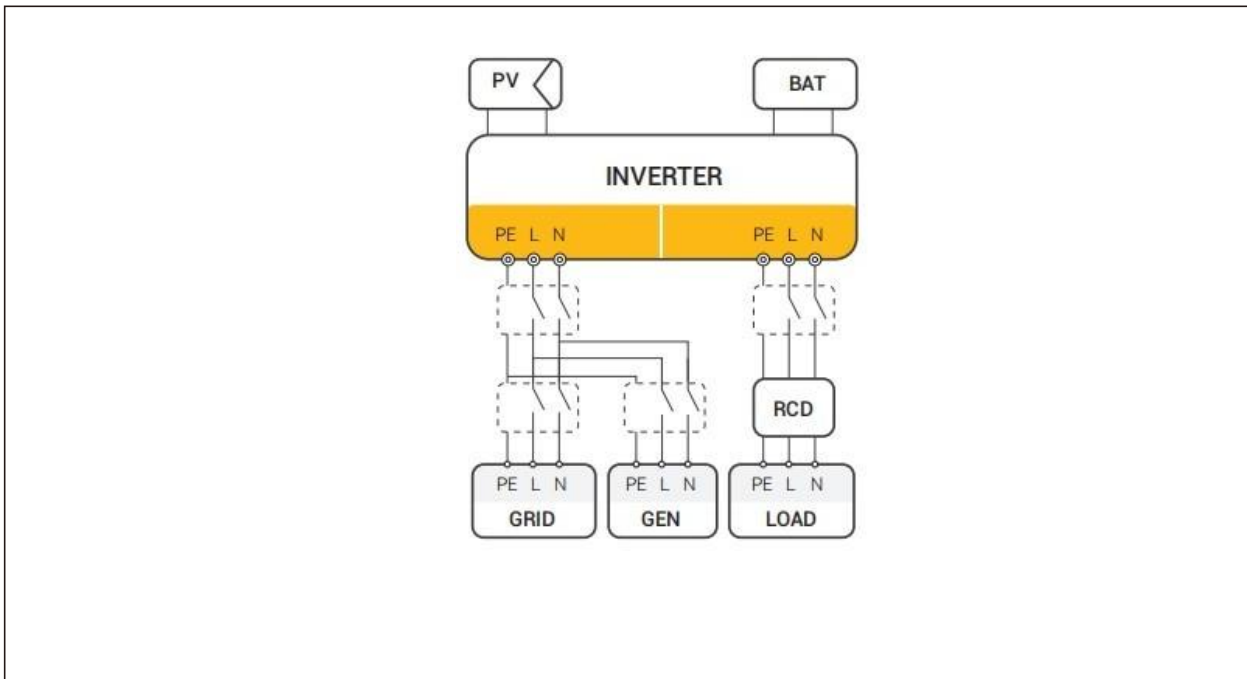 PV BAT
INVERTER
PE L N PE L N
RCD
PE L N PE L N PE L N
GRID GEN LOAD